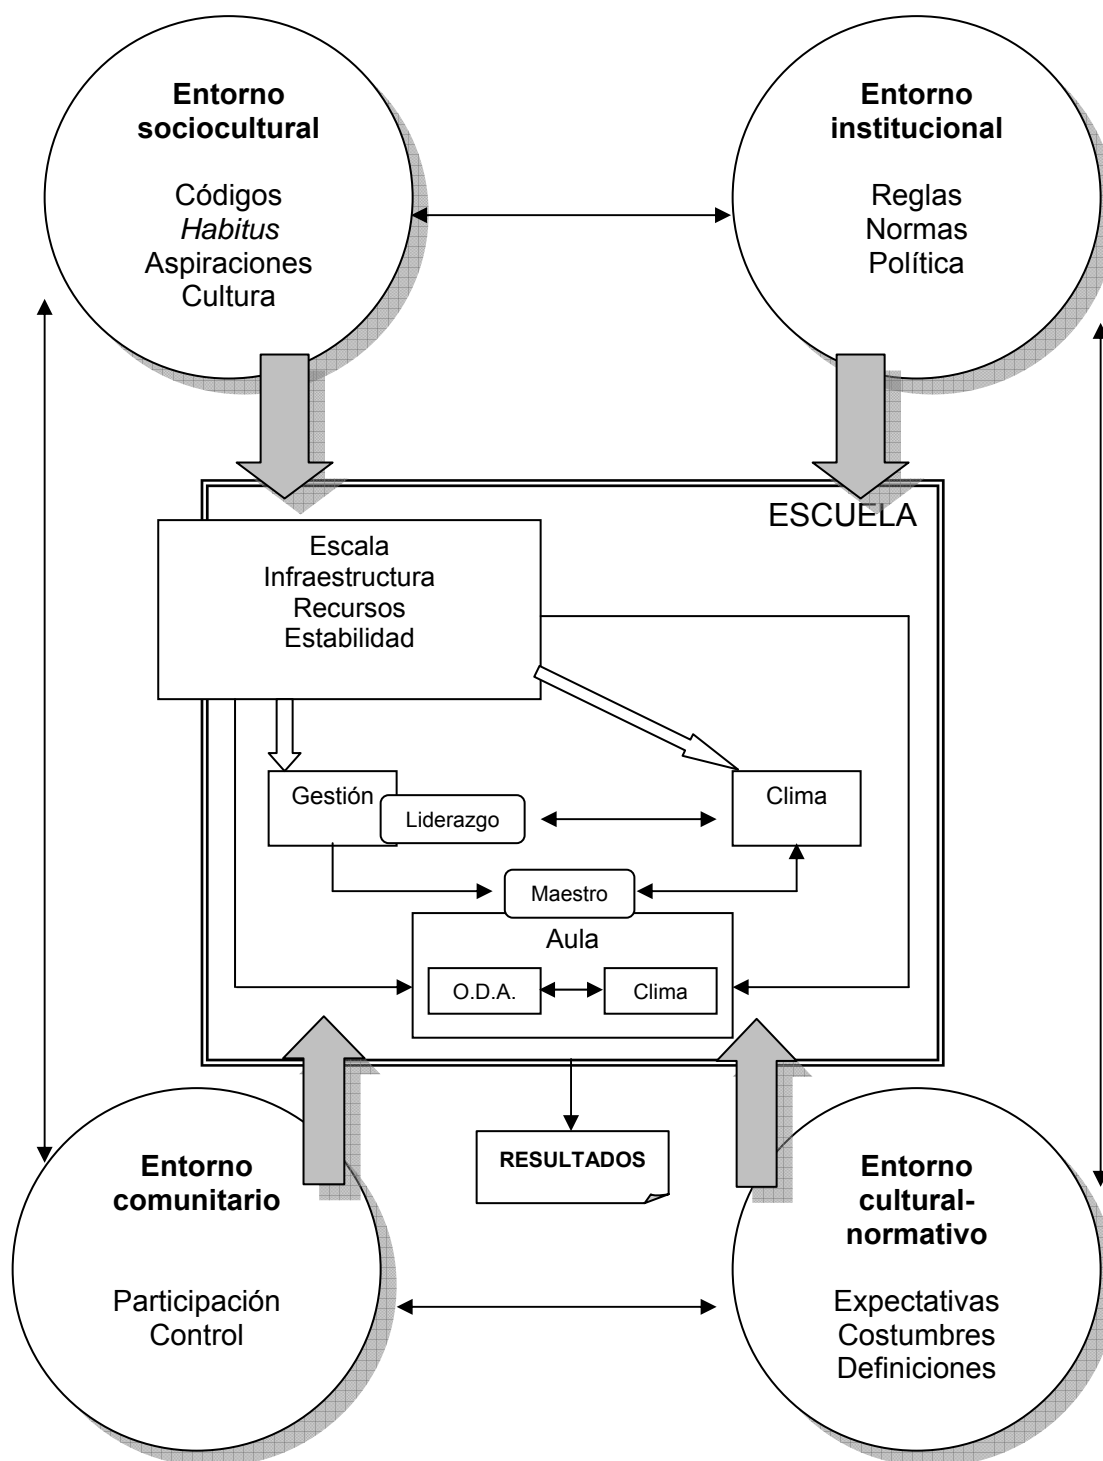 Entorno
sociocultural
Códigos
Habitus
Aspiraciones
Cultura
Entorno
institucional
Reglas
Normas
Política
ESCUELA
Escala
Infraestructura
Recursos
Estabilidad
Gestión
Liderazgo
Clima
Maestro
Aula
O.D.A.
Clima
RESULTADOS
Entorno
comunitario
Participación
Control
Entorno
cultural-
normativo
Expectativas
Costumbres
Definiciones